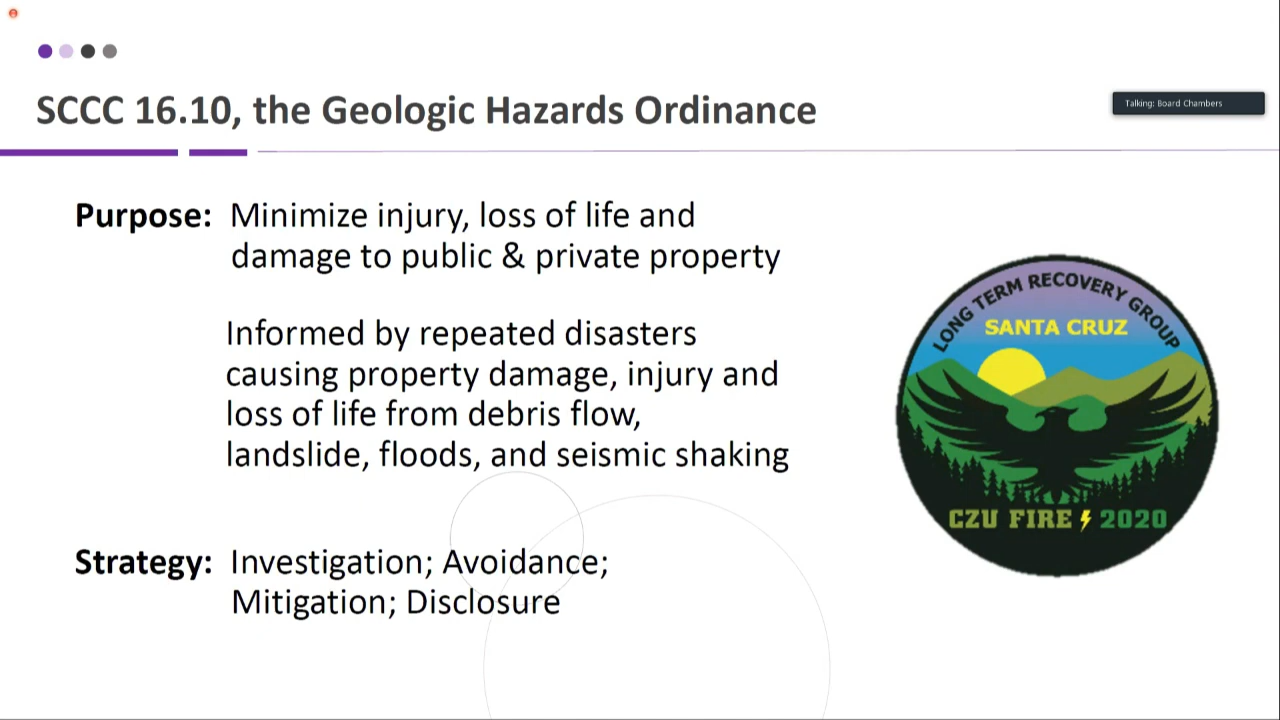 SCCC 16.10, the Geologic Hazards Ordinance
Talking: Board Chambers
Purpose: Minimize injury, loss of life and
damage to public & private property
Informed by repeated disasters
causing property damage, injury and
loss of life from debris flow,
landslide, floods, and seismic shaking
Strategy: Investigation; Avoidance;
Mitigation; Disclosure
LONG TERM RECOVERY GROUP
SANTA CRUZ
CZU FIRE 2020